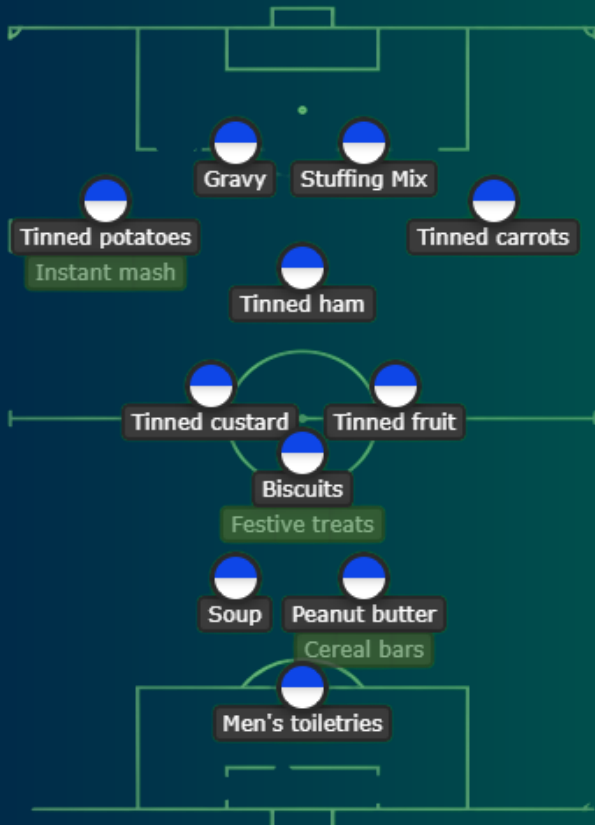 Gravy
Stuffing Mix
Tinned potatoes
Tinned carrots
Instant mash
Tinned ham
Tinned custard
Tinned fruit
Biscuits
Festive treats
Soup
Peanut butter
Cereal bars
Men's toiletries